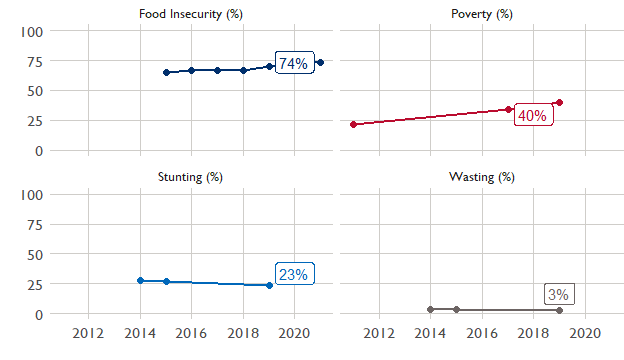 Food Insecurity (%)
Poverty (%)
100
75
50
25
0
74%
40%
Stunting (%)
Wasting (%)
100
75
50
25
0
23%
3%
2012 2014 2016 2018 2020
2012 2014 2016 2018 2020